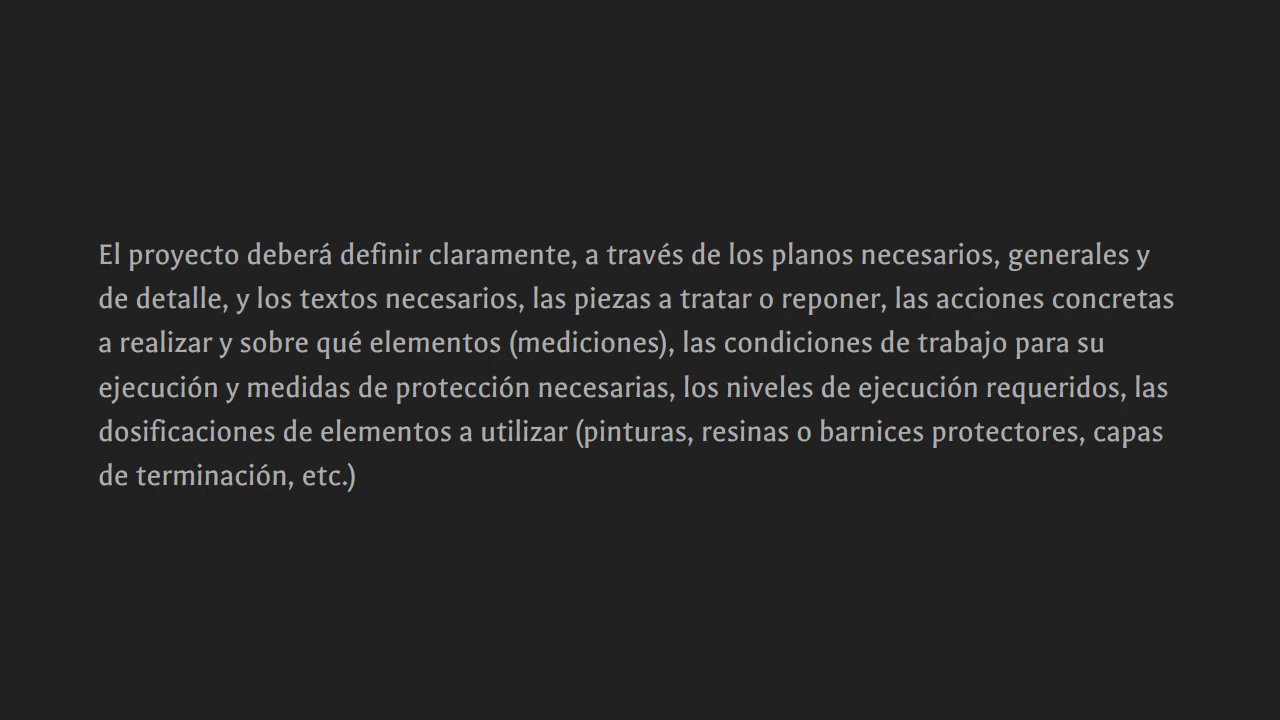 El proyecto deberá definir claramente, a través de los planos necesarios, generales y
de detalle, y los textos necesarios, las piezas a tratar o reponer, las acciones concretas
a realizar y sobre qué elementos (mediciones), las condiciones de trabajo para su
ejecución y medidas de protección necesarias, los niveles de ejecución requeridos, las
dosificaciones de elementos a utilizar (pinturas, resinas o barnices protectores, capas
de terminación, etc.)